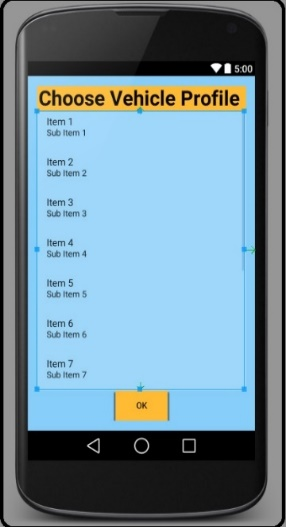 5:00
Choose Vehicle Profile
Item 1
Sub Item 1
Item 2
Sub Item 2
Item 3
Sub Item 3
Item 4
Sub Item 4
Item 5
Sub Item 5
Item 6
Sub Item 6
Item 7
Sub Item 7
OK